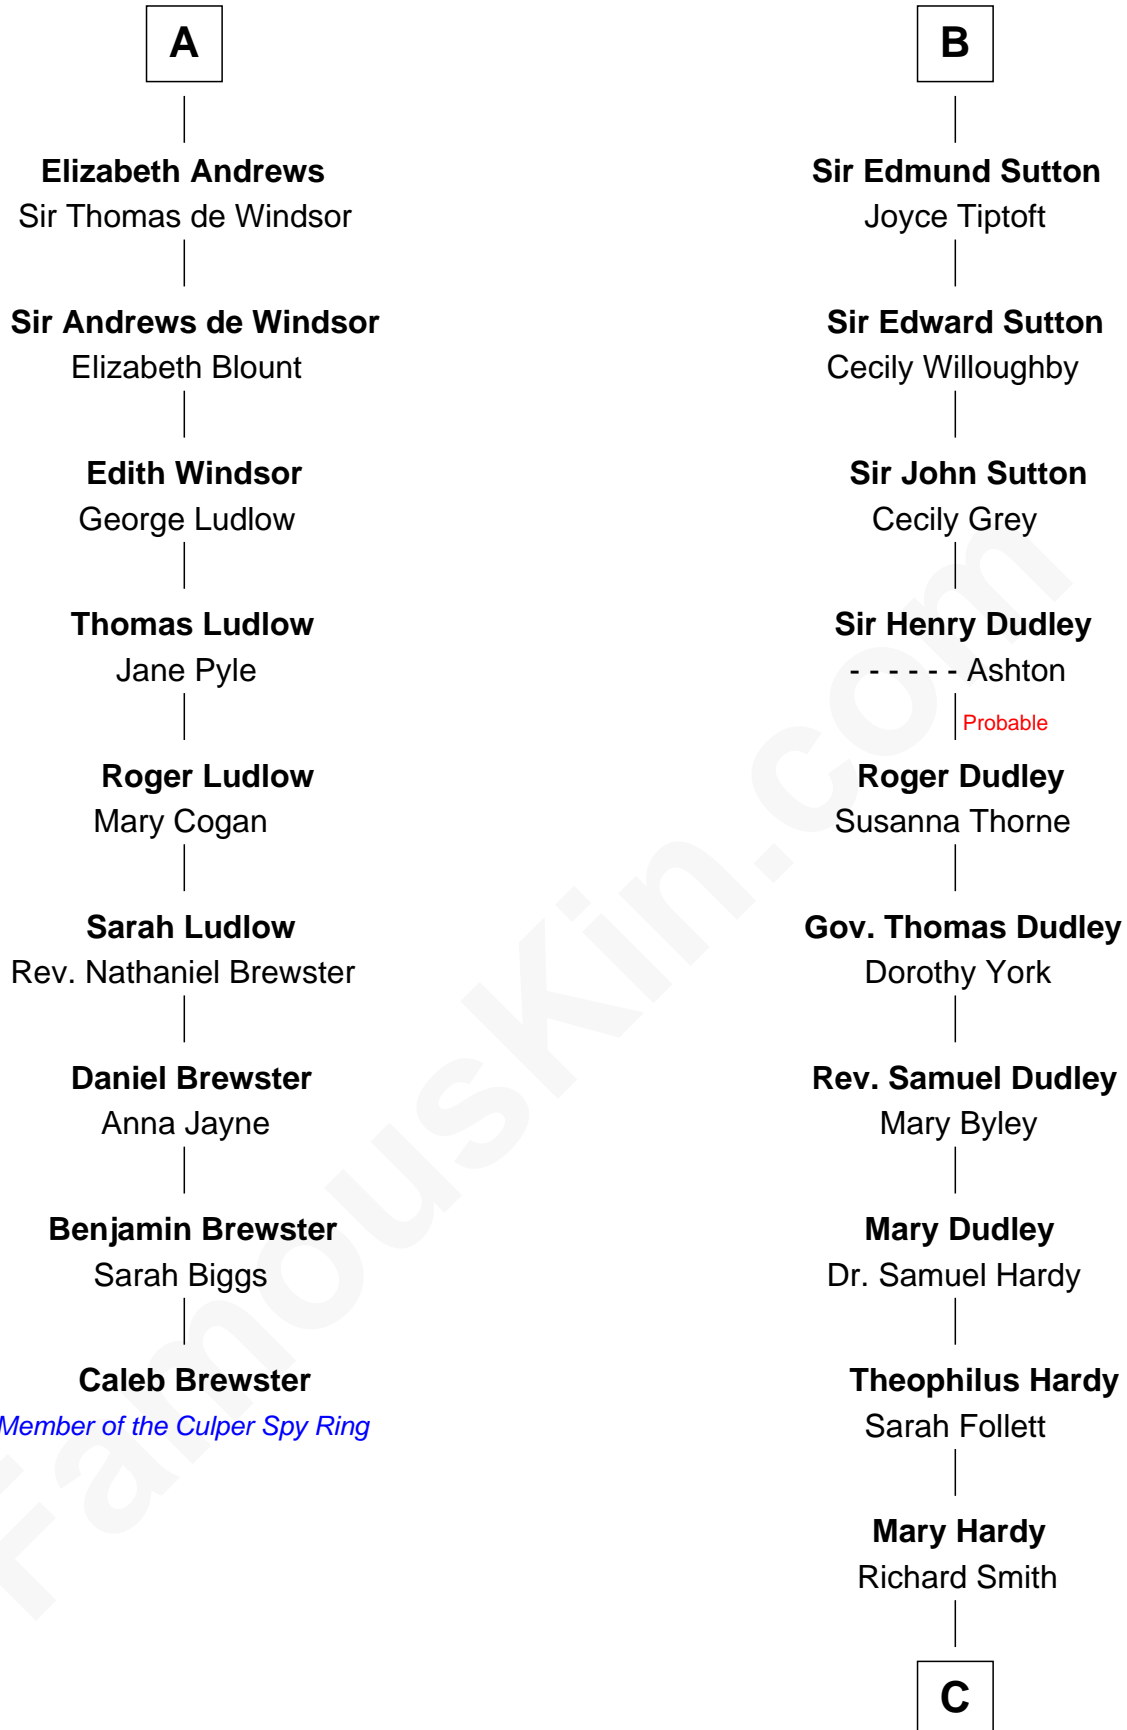 A
Elizabeth Andrews
Sir Thomas de Windsor
Sir Andrews de Windsor
Elizabeth Blount
Edith Windsor
George Ludlow
Thomas Ludlow
Jane Pyle
Roger Ludlow
Mary Cogan
Sarah Ludlow
Rev. Nathaniel Brewster
Daniel Brewster
Anna Jayne
Benjamin Brewster
Sarah Biggs
Caleb Brewster
Member of the Culper Spy Ring
B
Sir Edmund Sutton
Joyce Tiptoft
Sir Edward Sutton
Cecily Willoughby
Sir John Sutton
Cecily Grey
Sir Henry Dudley
- - - - - - Ashton
Probable
Roger Dudley
Susanna Thorne
Gov. Thomas Dudley
Dorothy York
Rev. Samuel Dudley
Mary Byley
Mary Dudley
Dr. Samuel Hardy
Theophilus Hardy
Sarah Follett
Mary Hardy
Richard Smith
C
FamousKin.com